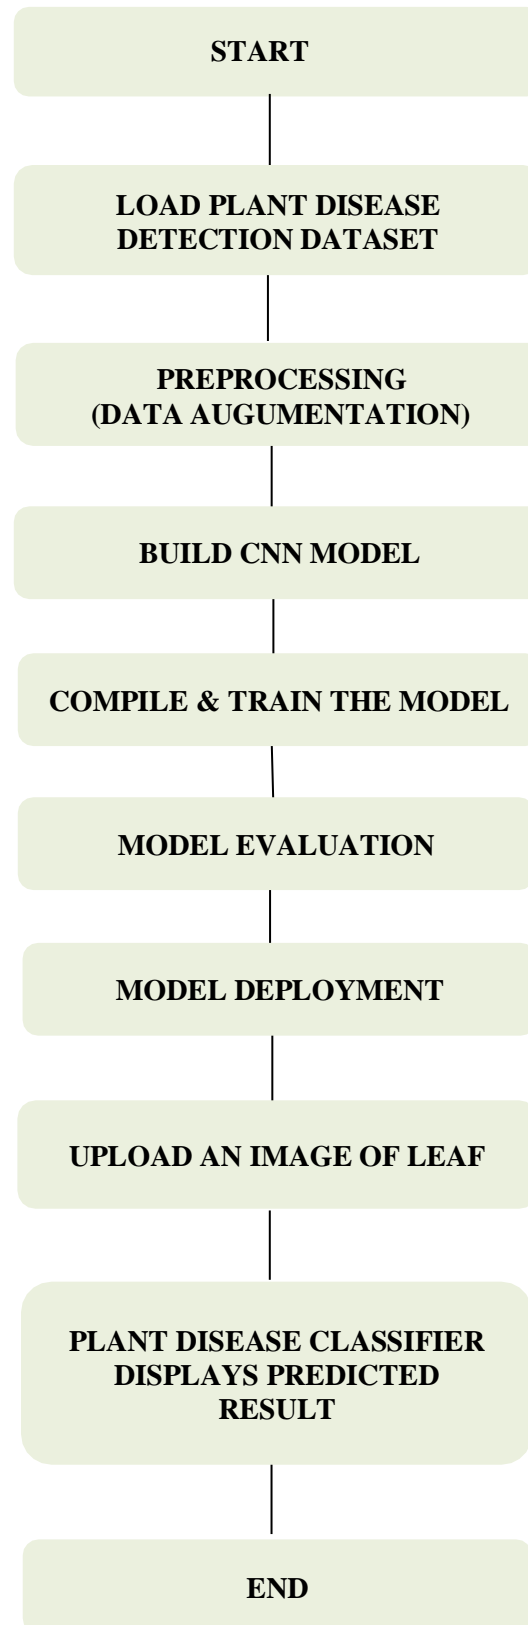 START
LOAD PLANT DISEASE
DETECTION DATASET
PREPROCESSING
(DATA AUGUMENTATION)
BUILD CNN MODEL
COMPILE & TRAIN THE MODEL
MODEL EVALUATION
MODEL DEPLOYMENT
UPLOAD AN IMAGE OF LEAF
PLANT DISEASE CLASSIFIER
DISPLAYS PREDICTED
RESULT
END